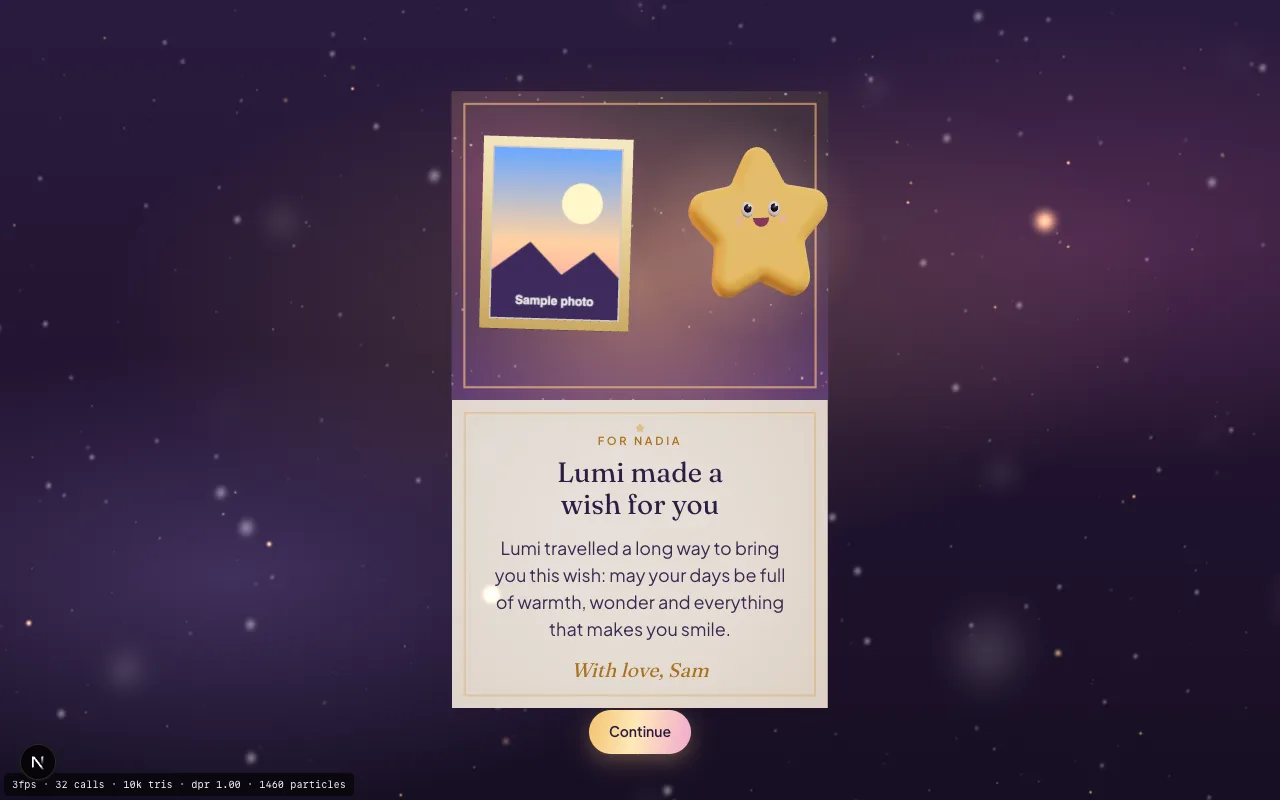 Sample photo
FOR NADIA
Lumi made a
wish for you
Lumi travelled a long way to bring
you this wish: may your days be full
of warmth, wonder and everything
that makes you smile.
With love, Sam
Continue
N
3fps · 32 calls · 10k tris · dpr 1.00 · 1460 particles